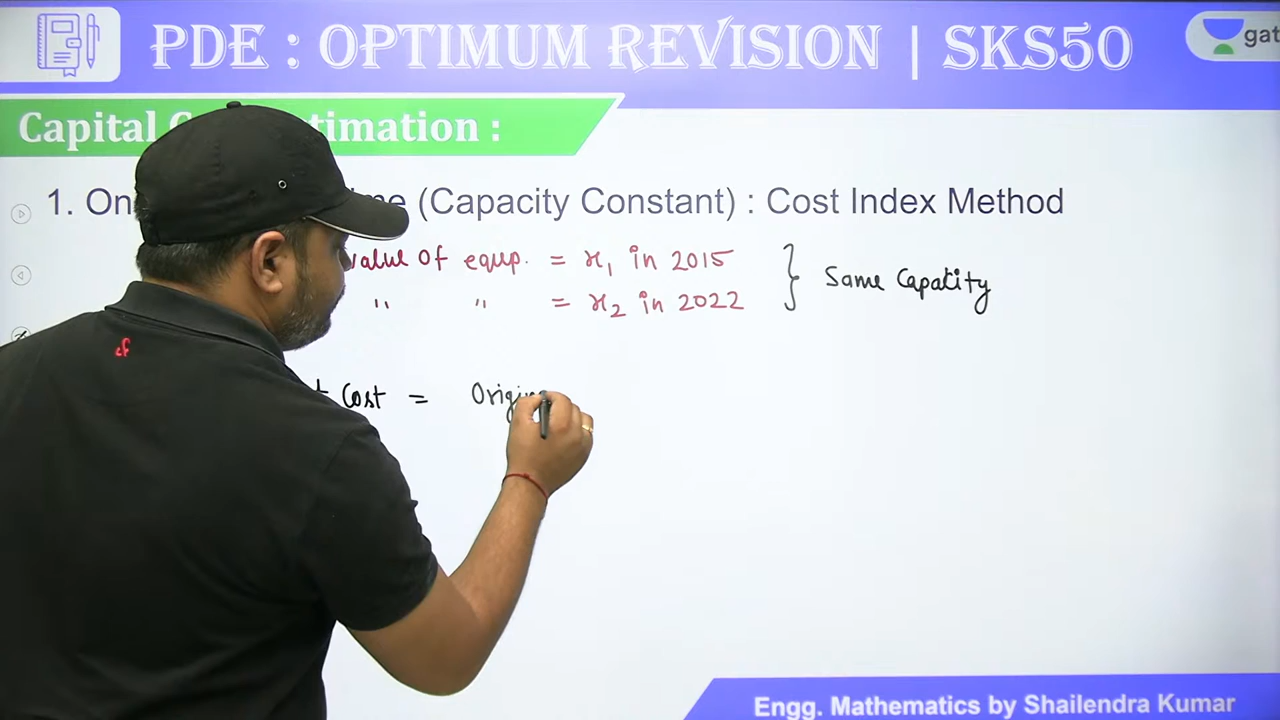 PDE : OPTIMUM REVISION | SKS50
gat
Capital timation :
1. On (Capacity Constant) : Cost Index Method
value of equp. = x₁ in 2015
" " = x₂ in 2022
} Same Capacity
Cost = Origin
Engg. Mathematics by Shailendra Kumar